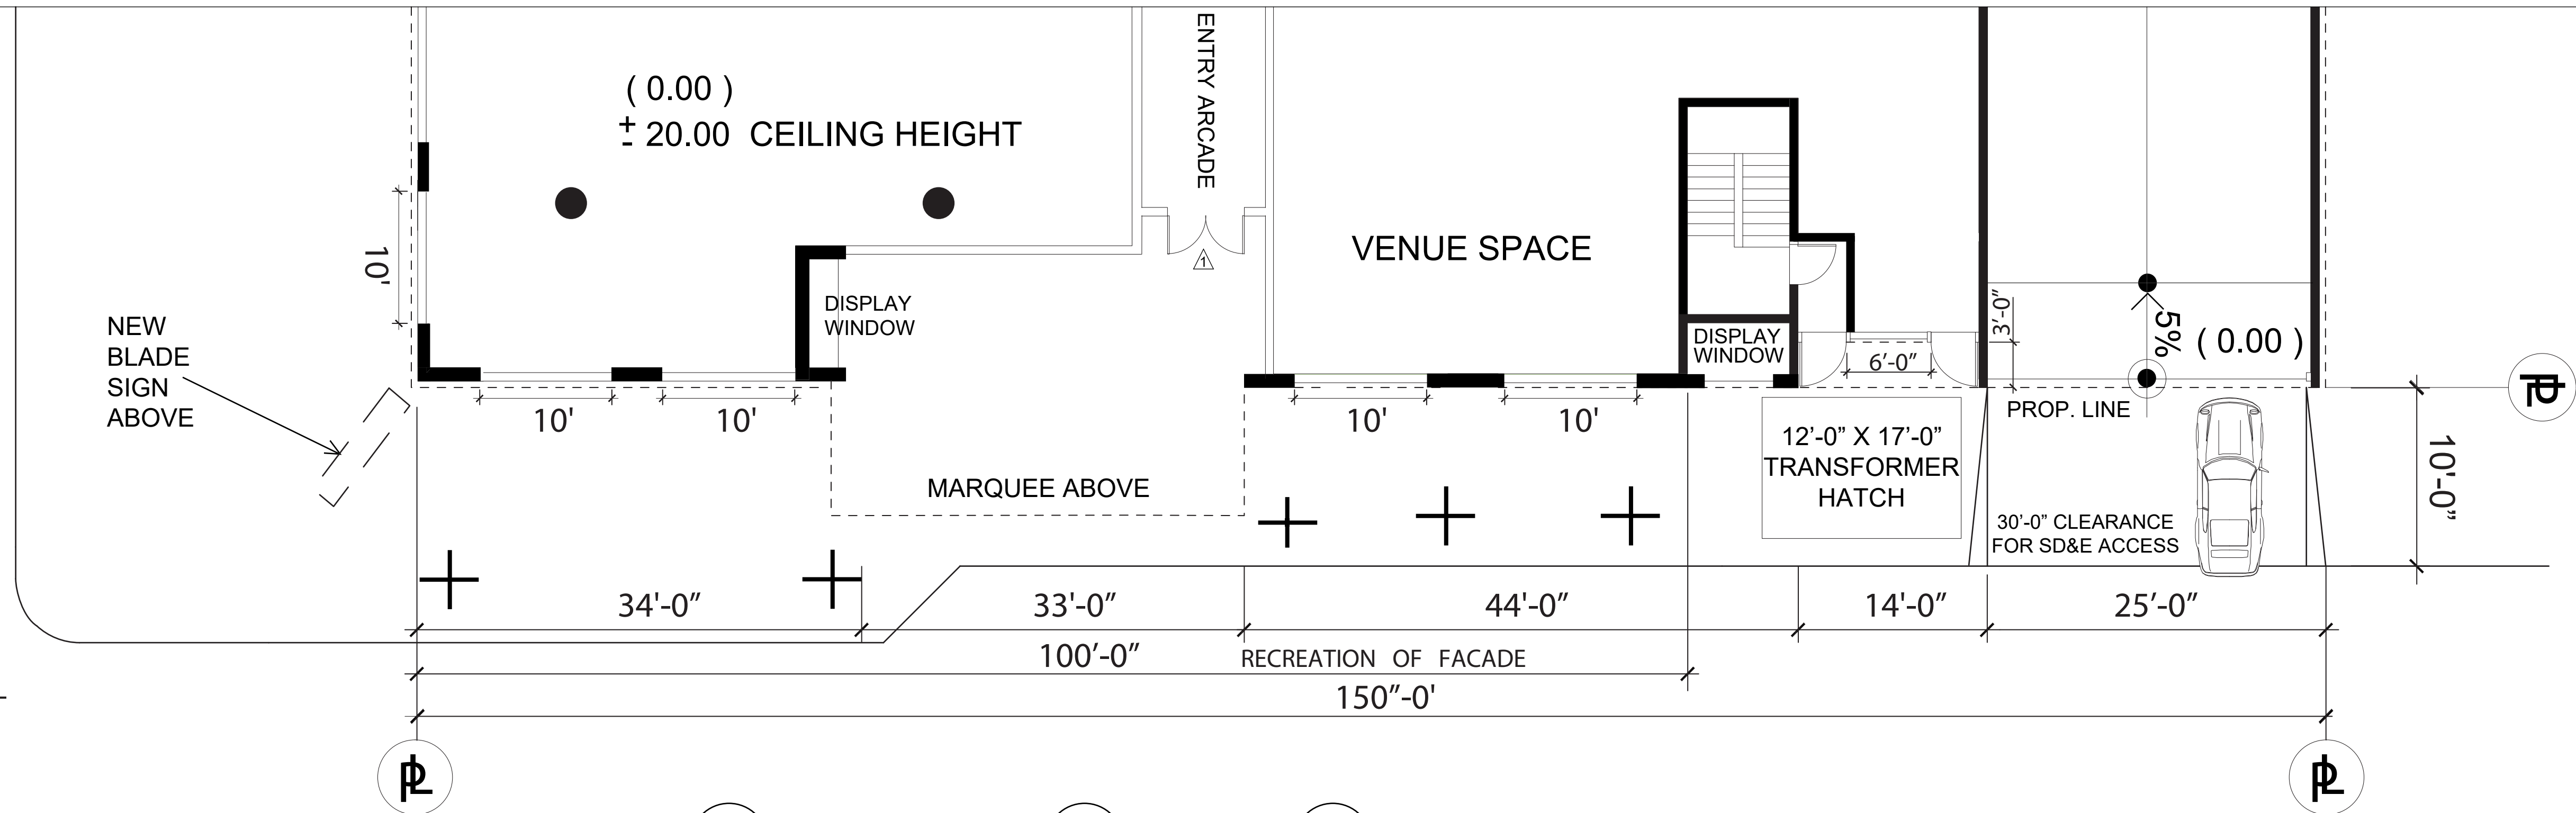 ENTRY ARCADE
( 0.00 )
± 20.00 CEILING HEIGHT
10'
VENUE SPACE
1
DISPLAY
WINDOW
NEW
BLADE
SIGN
ABOVE
DISPLAY
WINDOW
3'-0"
5% ( 0.00 )
6'-0"
PL
10'
10'
10'
10'
PROP. LINE
12'-0" X 17'-0"
TRANSFORMER
HATCH
10'-0"
MARQUEE ABOVE
30'-0" CLEARANCE
FOR SD&E ACCESS
34'-0"
33'-0"
44'-0"
14'-0"
25'-0"
100'-0" RECREATION OF FACADE
150"-0'
PL
PL